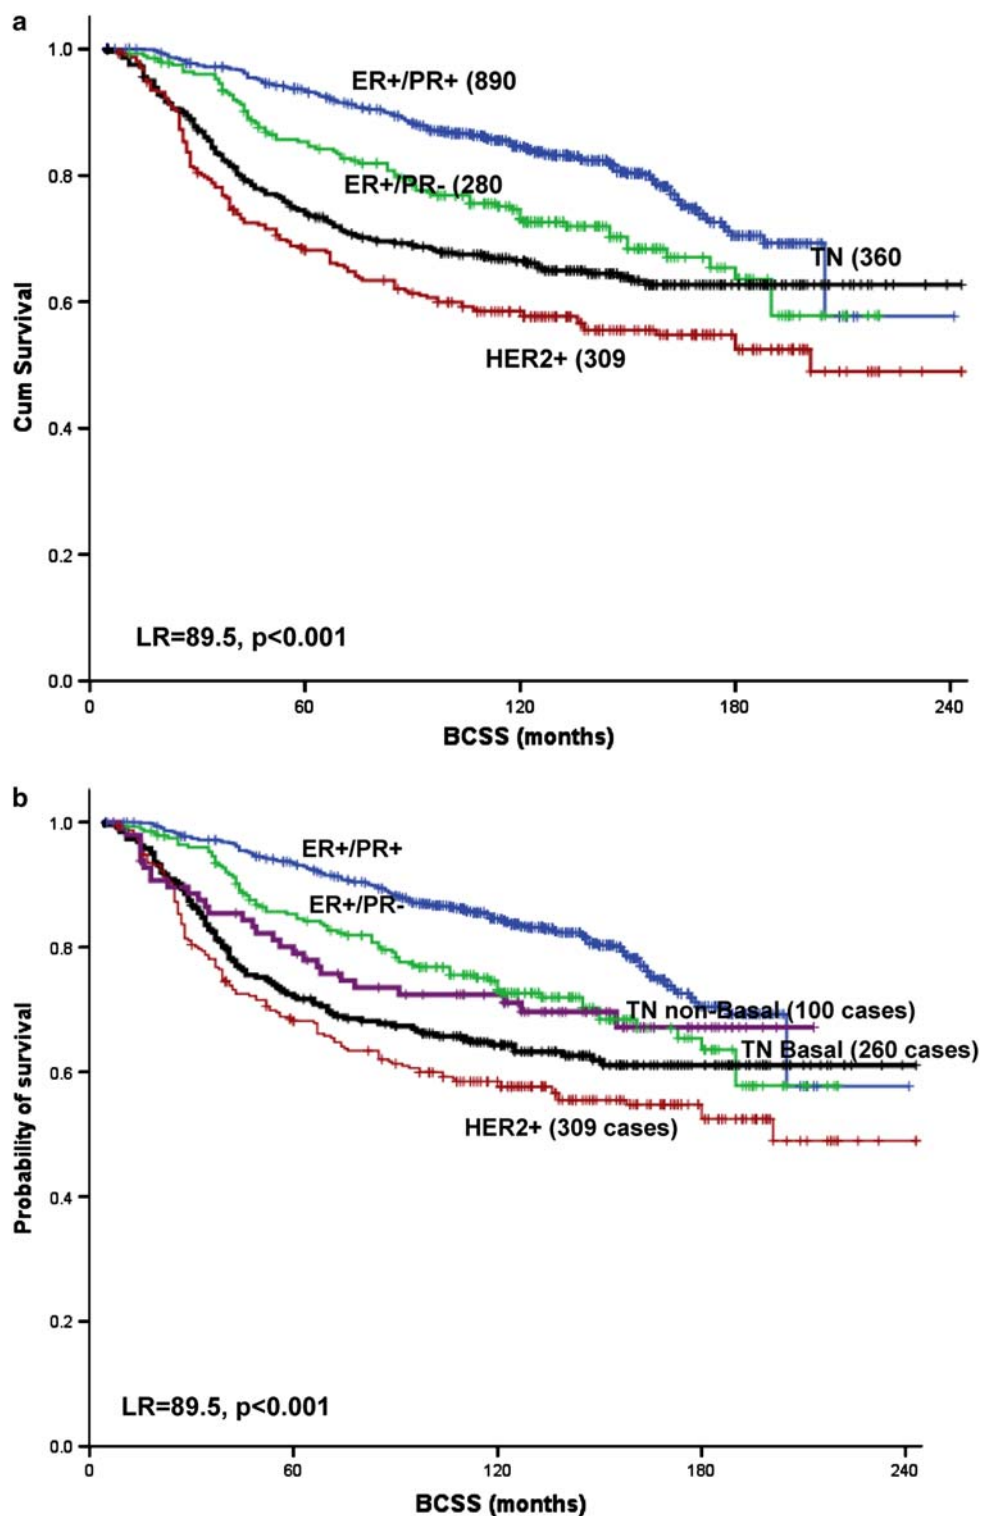 a
1.0
ER+/PR+ (890
0.8
ER+/PR- (280
TN (360
0.6
HER2+ (309
Cum Survival
0.4
0.2
LR=89.5, p<0.001
0.0
0 60 120 180 240
BCSS (months)
b
1.0
ER+/PR+
ER+/PR-
0.8
TN non-Basal (100 cases)
TN Basal (260 cases)
0.6
HER2+ (309 cases)
Probability of survival
0.4
0.2
LR=89.5, p<0.001
0.0
0 60 120 180 240
BCSS (months)